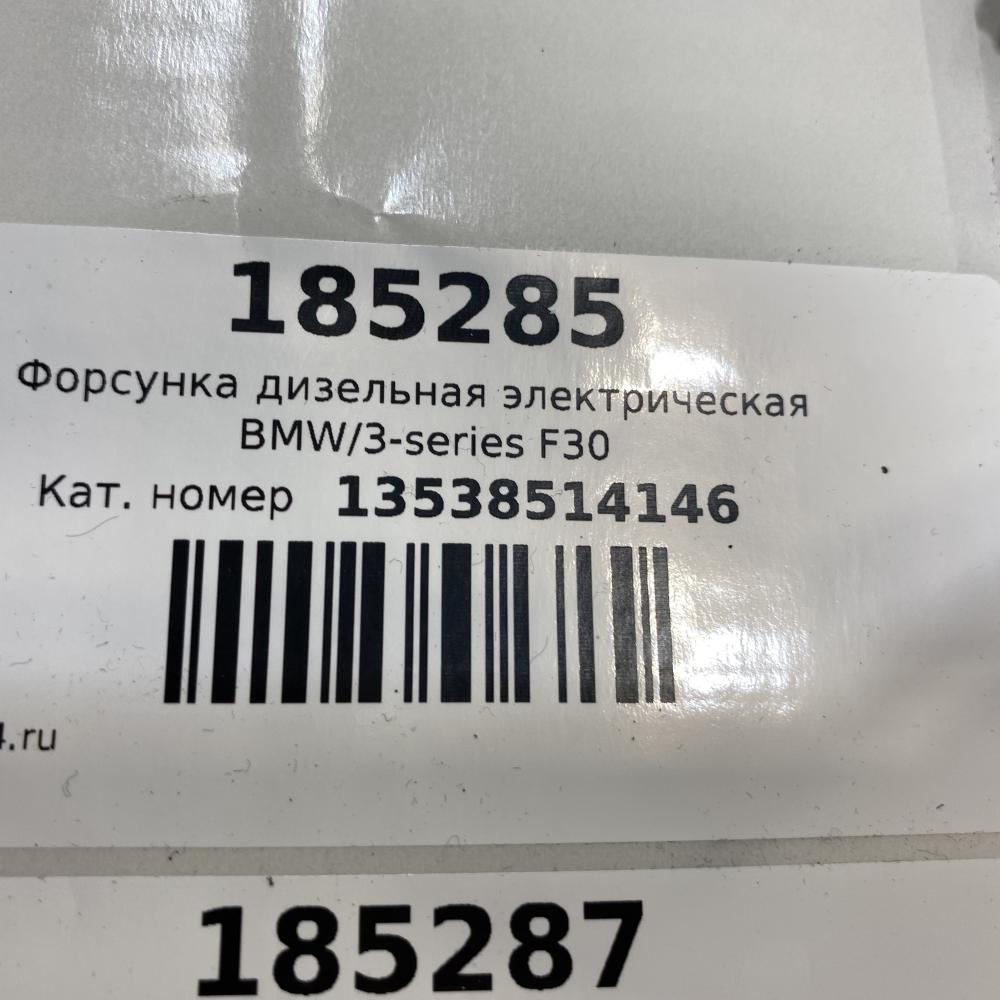 185285
Форсунка дизельная электрическая
BMW/3-series F30
Кат. номер 13538514146
4.ru
185287